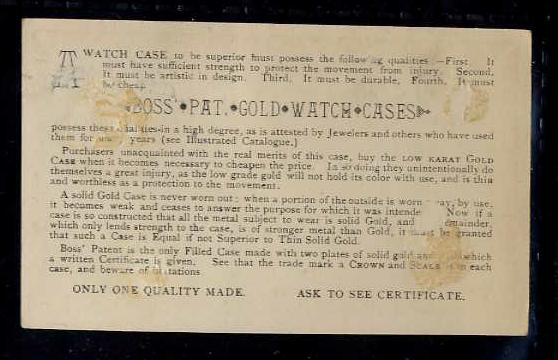 A WATCH CASE to be superior must possess the following qualities—First. It
must have sufficient strength to protect the movement from injury. Second.
It must be artistic in design. Third. It must be durable. Fourth. It must
be cheap
BOSS' PAT. GOLD WATCH CASES
possess these qualities in a high degree, as is attested by Jewelers and others who have used
them for years (see Illustrated Catalogue.)
Purchasers unacquainted with the real merits of this case, buy the LOW KARAT GOLD
CASE when it becomes necessary to cheapen the price. In so doing they unintentionally do
themselves a great injury, as the low grade gold will not hold its color with use, and is thin
and worthless as a protection to the movement.
A solid Gold Case is never worn out: when a portion of the outside is worn away, by use,
it becomes weak and ceases to answer the purpose for which it was intended Now if a
case is so constructed that all the metal subject to wear is solid Gold, and remainder,
which only lends strength to the case, is of stronger metal than Gold, it must be granted
that such a Case is Equal if not Superior to Thin Solid Gold.
Boss' Patent is the only Filled Case made with two plates of solid gold and which
a written Certificate is given. See that the trade mark a CROWN and SCALE is in each
case, and beware of imitations.
ONLY ONE QUALITY MADE. ASK TO SEE CERTIFICATE.